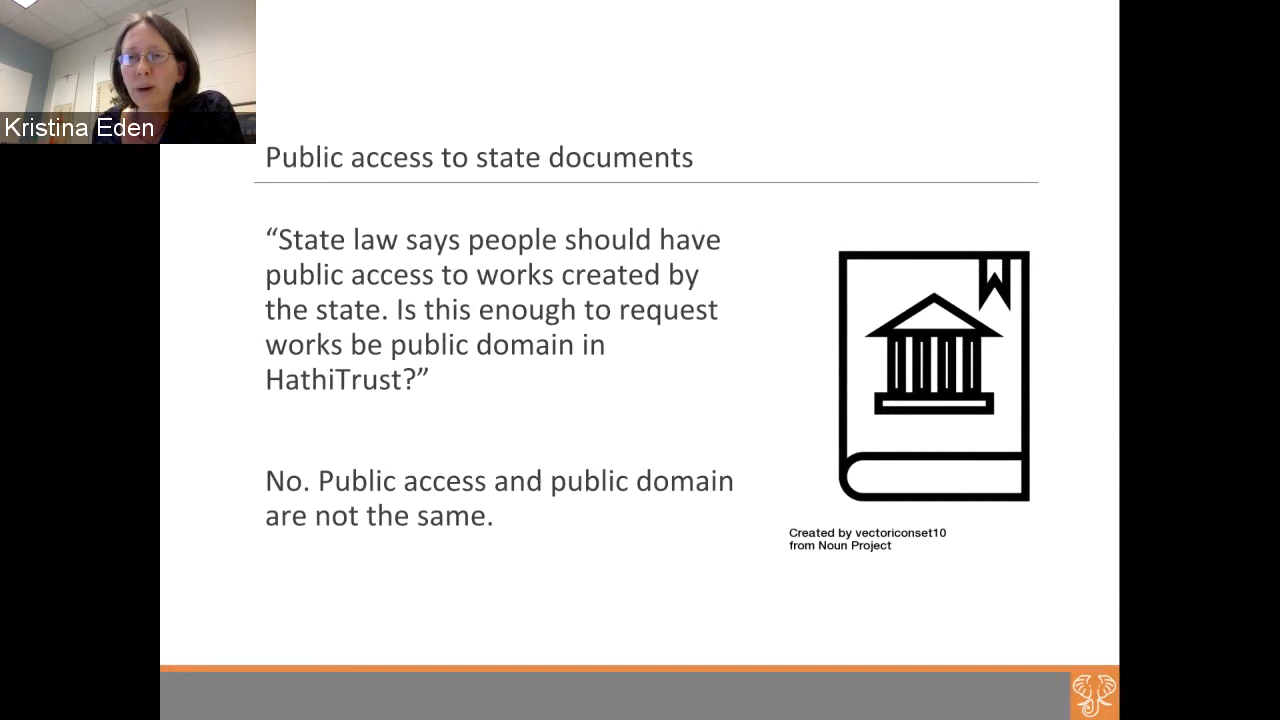 Kristina Eden
Public access to state documents
“State law says people should have
public access to works created by
the state. Is this enough to request
works be public domain in
HathiTrust?”
No. Public access and public domain
are not the same.
Created by vectoriconset10
from Noun Project